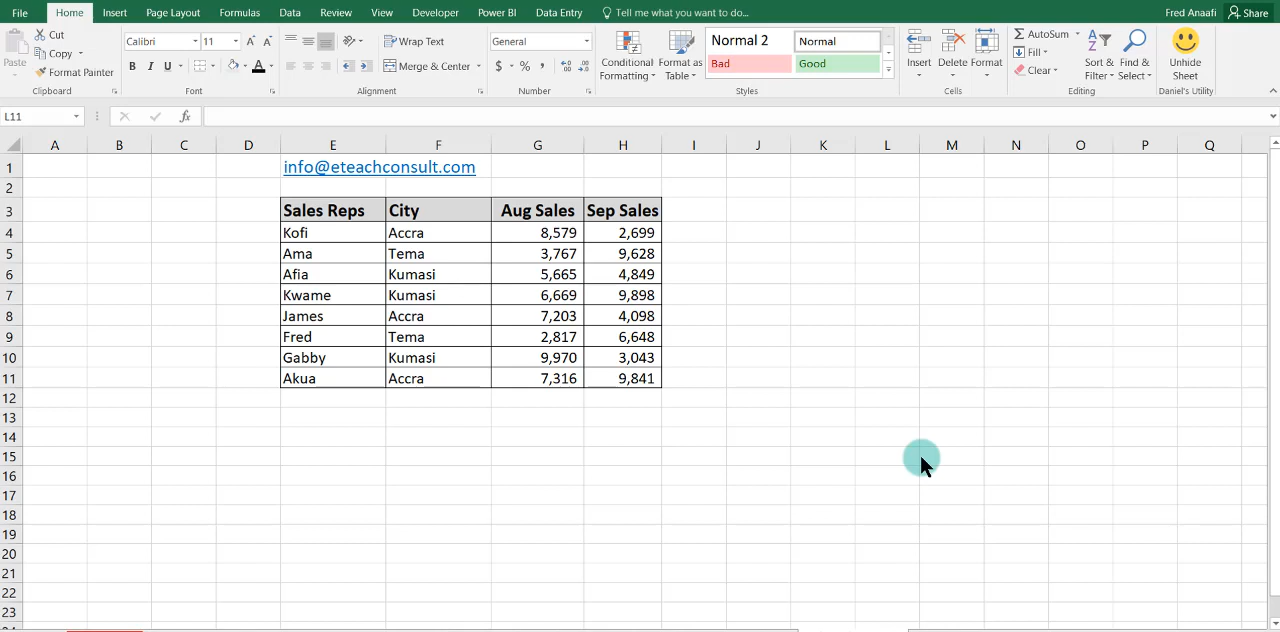 File Home Insert Page Layout Formulas Data Review View Developer Power BI Data Entry Tell me what you want to do... Fred Anaafi Share
Paste Cut Copy Format Painter Clipboard
Calibri 11 A A B I U A Font
Wrap Text Merge & Center Alignment
General $ % , Number
Conditional Formatting Format as Table Normal 2 Normal Bad Good Styles
Insert Delete Format Cells
AutoSum Fill Clear Sort & Filter Find & Select Editing
Unhide Sheet Daniel's Utility
L11 fx
A B C D E F G H I J K L M N O P Q
1 info@eteachconsult.com
2
3 Sales Reps City Aug Sales Sep Sales
4 Kofi Accra 8,579 2,699
5 Ama Tema 3,767 9,628
6 Afia Kumasi 5,665 4,849
7 Kwame Kumasi 6,669 9,898
8 James Accra 7,203 4,098
9 Fred Tema 2,817 6,648
10 Gabby Kumasi 9,970 3,043
11 Akua Accra 7,316 9,841
12
13
14
15
16
17
18
19
20
21
22
23